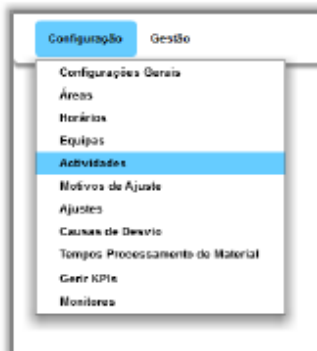 Configuração Gestão
Configurações Gerais
Áreas
Horários
Equipas
Actividades
Motivos de Ajuste
Ajustes
Causas de Desvio
Tempos Processamento de Material
Gerir KPIs
Monitores